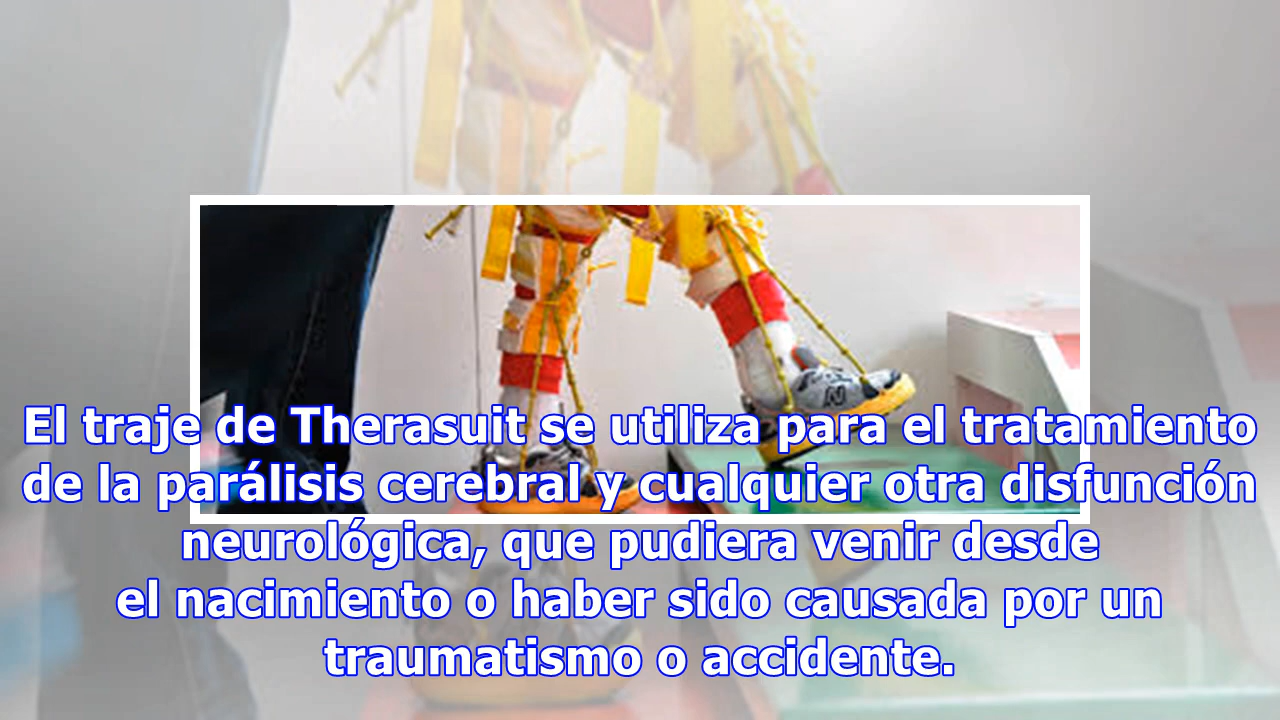 El traje de Therasuit se utiliza para el tratamiento
de la parálisis cerebral y cualquier otra disfunción
neurológica, que pudiera venir desde
el nacimiento o haber sido causada por un
traumatismo o accidente.